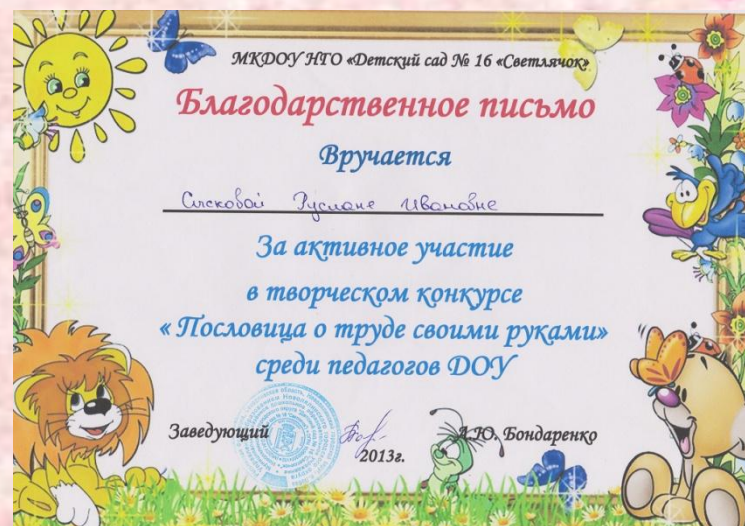 МКДОУ НГО «Детский сад № 16 «Светлячок»
Благодарственное письмо
Вручается
Руслане Ивановне
За активное участие
в творческом конкурсе
« Пословица о труде своими руками»
среди педагогов ДОУ
Заведующий А.Ю. Бондаренко
2013г.